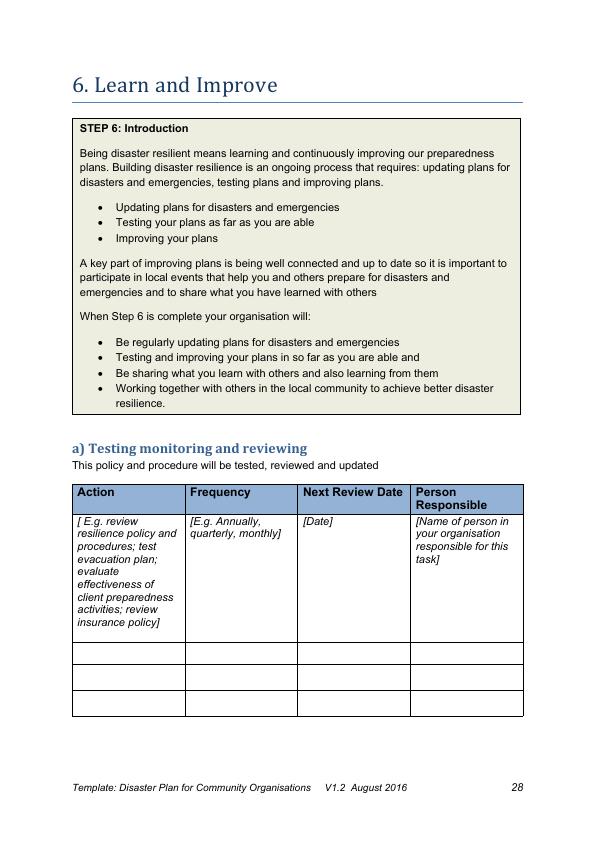 6. Learn and Improve
STEP 6: Introduction
Being disaster resilient means learning and continuously improving our preparedness
plans. Building disaster resilience is an ongoing process that requires: updating plans for
disasters and emergencies, testing plans and improving plans.
• Updating plans for disasters and emergencies
• Testing your plans as far as you are able
• Improving your plans
A key part of improving plans is being well connected and up to date so it is important to
participate in local events that help you and others prepare for disasters and
emergencies and to share what you have learned with others
When Step 6 is complete your organisation will:
• Be regularly updating plans for disasters and emergencies
• Testing and improving your plans in so far as you are able and
• Be sharing what you learn with others and also learning from them
• Working together with others in the local community to achieve better disaster
resilience.
a) Testing monitoring and reviewing
This policy and procedure will be tested, reviewed and updated
Action
Frequency
Next Review Date
Person
Responsible
[ E.g. review
resilience policy and
procedures; test
evacuation plan;
evaluate
effectiveness of
client preparedness
activities; review
insurance policy]
[E.g. Annually,
quarterly, monthly]
[Date]
[Name of person in
your organisation
responsible for this
task]
Template: Disaster Plan for Community Organisations V1.2 August 2016 28